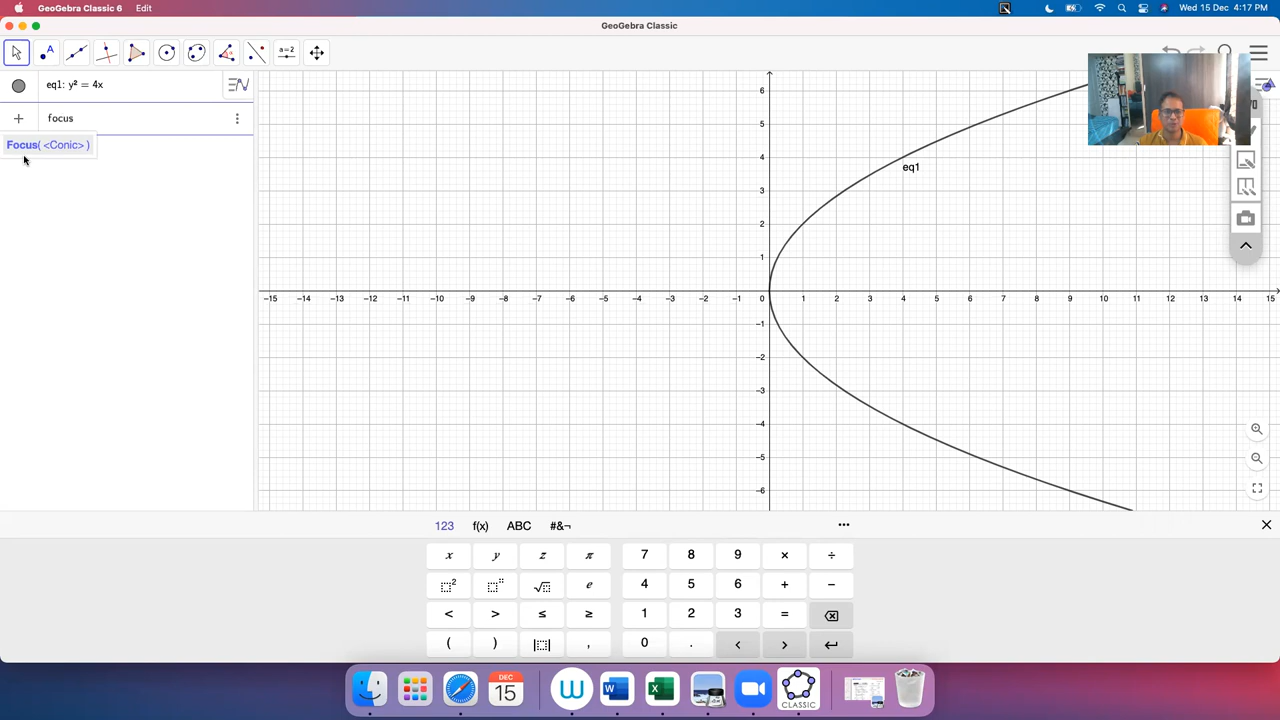 GeoGebra Classic 6 Edit
Wed 15 Dec 4:17 PM
GeoGebra Classic
a=2
eq1: y² = 4x
focus
Focus( <Conic> )
eq1
6
5
4
3
2
1
-15 -14 -13 -12 -11 -10 -9 -8 -7 -6 -5 -4 -3 -2 -1 0 1 2 3 4 5 6 7 8 9 10 11 12 13 14 15
-1
-2
-3
-4
-5
-6
123 f(x) ABC #&¬
x y z π 7 8 9 × ÷
e 4 5 6 + −
< > ≤ ≥ 1 2 3 =
( ) , 0 . < >
DEC
15
W
W
X
CLASSIC